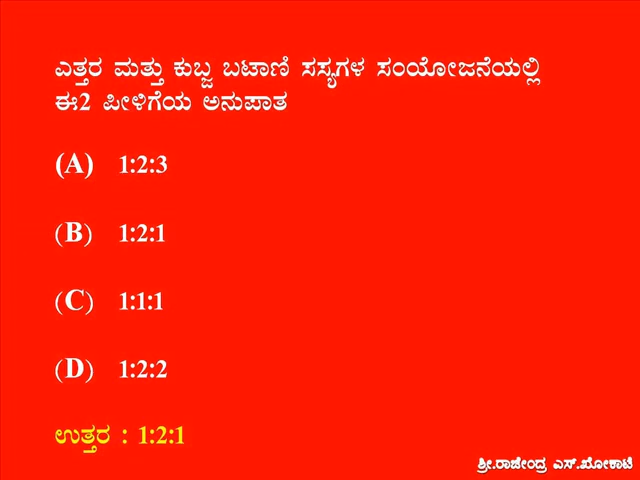 ಎತ್ತರ ಮತ್ತು ಕುಬ್ಜ ಬಟಾಣಿ ಸಸ್ಯಗಳ ಸಂಯೋಜನೆಯಲ್ಲಿ
ಈ2 ಪೀಳಿಗೆಯ ಅನುಪಾತ
(A) 1:2:3
(B) 1:2:1
(C) 1:1:1
(D) 1:2:2
ಉತ್ತರ : 1:2:1
ಶ್ರೀ.ರಾಜೇಂದ್ರ ಎಸ್.ಖೋಕಾಟೆ